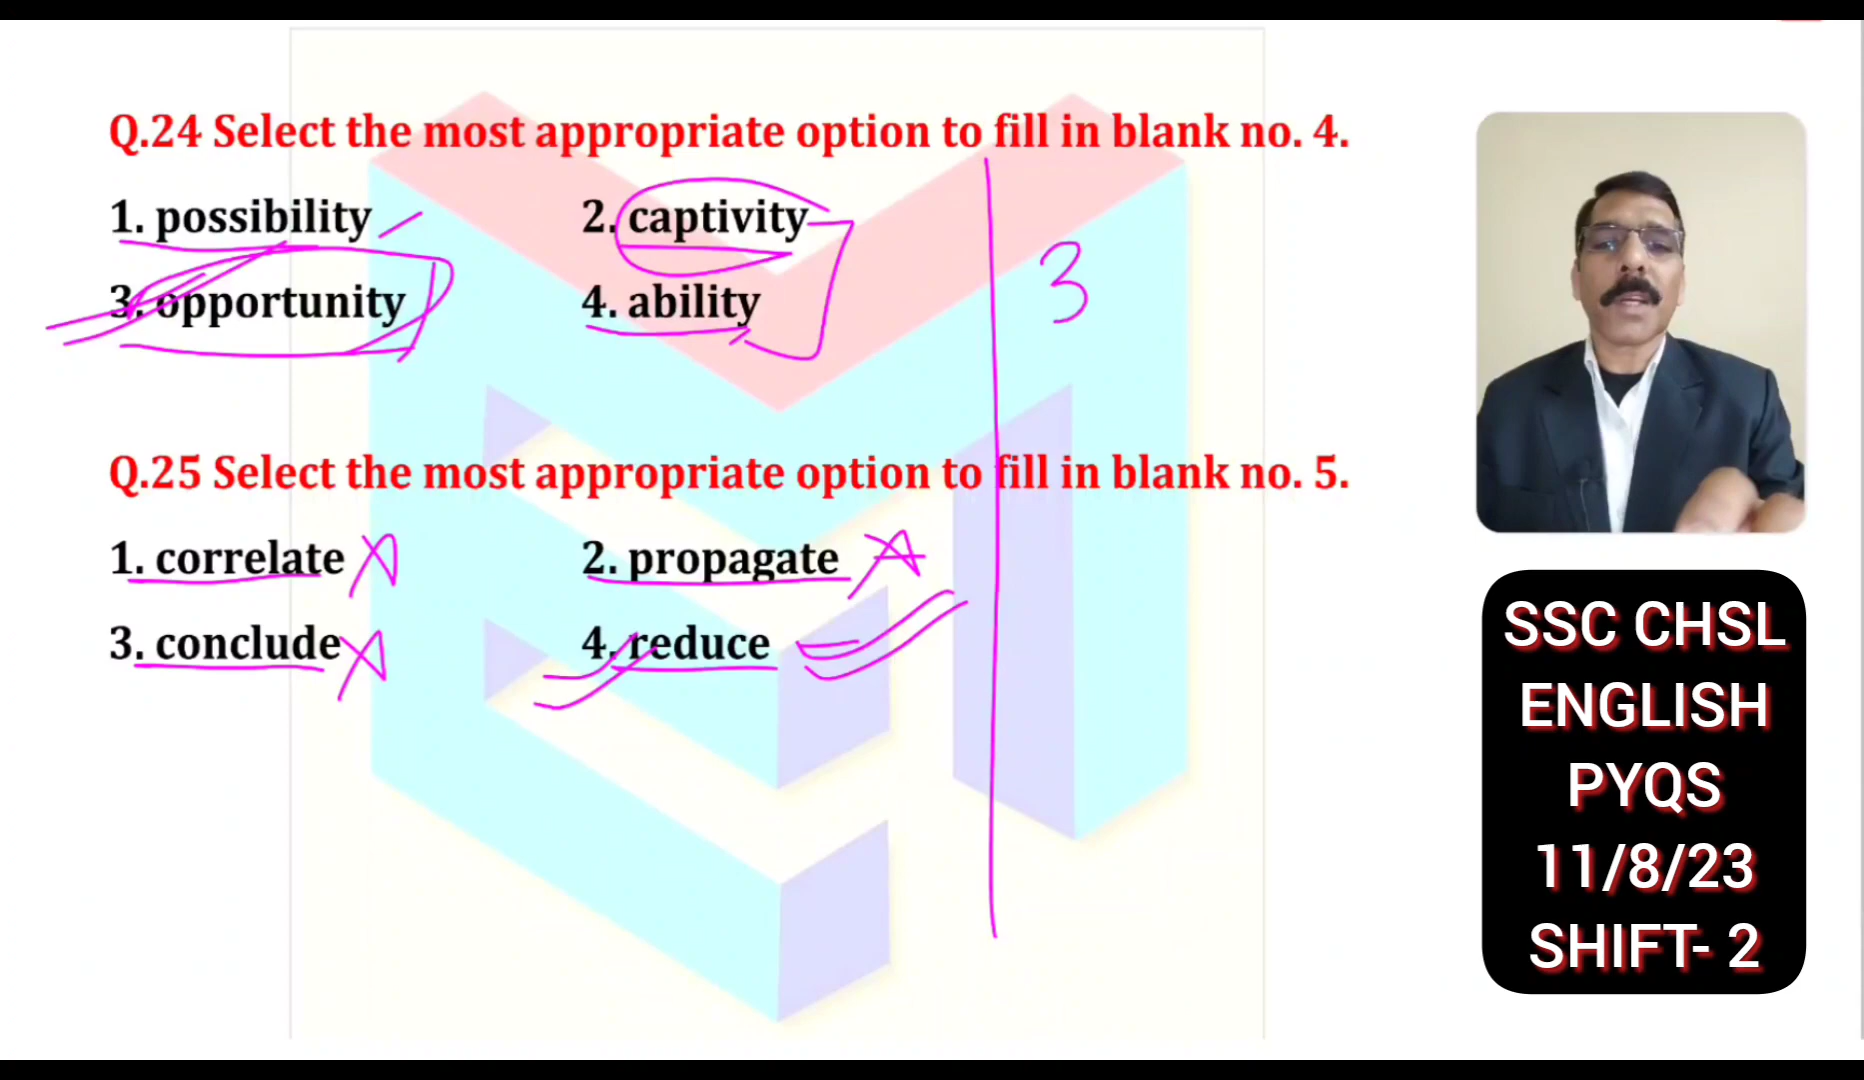 Q.24 Select the most appropriate option to fill in blank no. 4.
1. possibility 2. captivity
3. opportunity 4. ability
3
Q.25 Select the most appropriate option to fill in blank no. 5.
1. correlate 2. propagate
3. conclude 4. reduce
SSC CHSL
ENGLISH
PYQS
11/8/23
SHIFT- 2